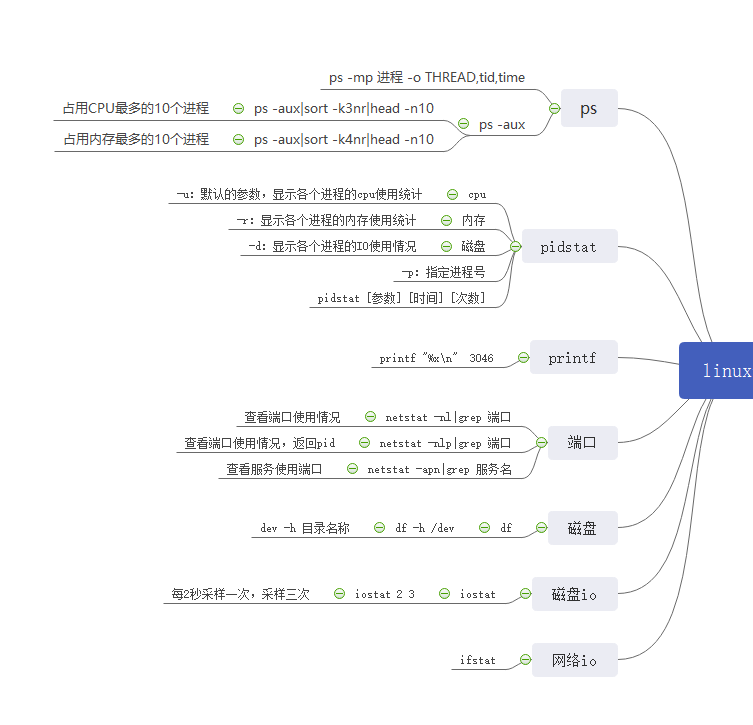 ps -mp 进程 -o THREAD,tid,time
占用CPU最多的10个进程
ps -aux|sort -k3nr|head -n10
ps
ps -aux
占用内存最多的10个进程
ps -aux|sort -k4nr|head -n10
-u: 默认的参数，显示各个进程的cpu使用统计
cpu
-r: 显示各个进程的内存使用统计
内存
-d: 显示各个进程的IO使用情况
磁盘
pidstat
-p: 指定进程号
pidstat [参数] [时间] [次数]
printf "%x\n" 3046
printf
linux
查看端口使用情况
netstat -nl|grep 端口
查看端口使用情况，返回pid
netstat -nlp|grep 端口
端口
查看服务使用端口
netstat -apn|grep 服务名
dev -h 目录名称
df -h /dev
df
磁盘
每2秒采样一次，采样三次
iostat 2 3
iostat
磁盘io
ifstat
网络io